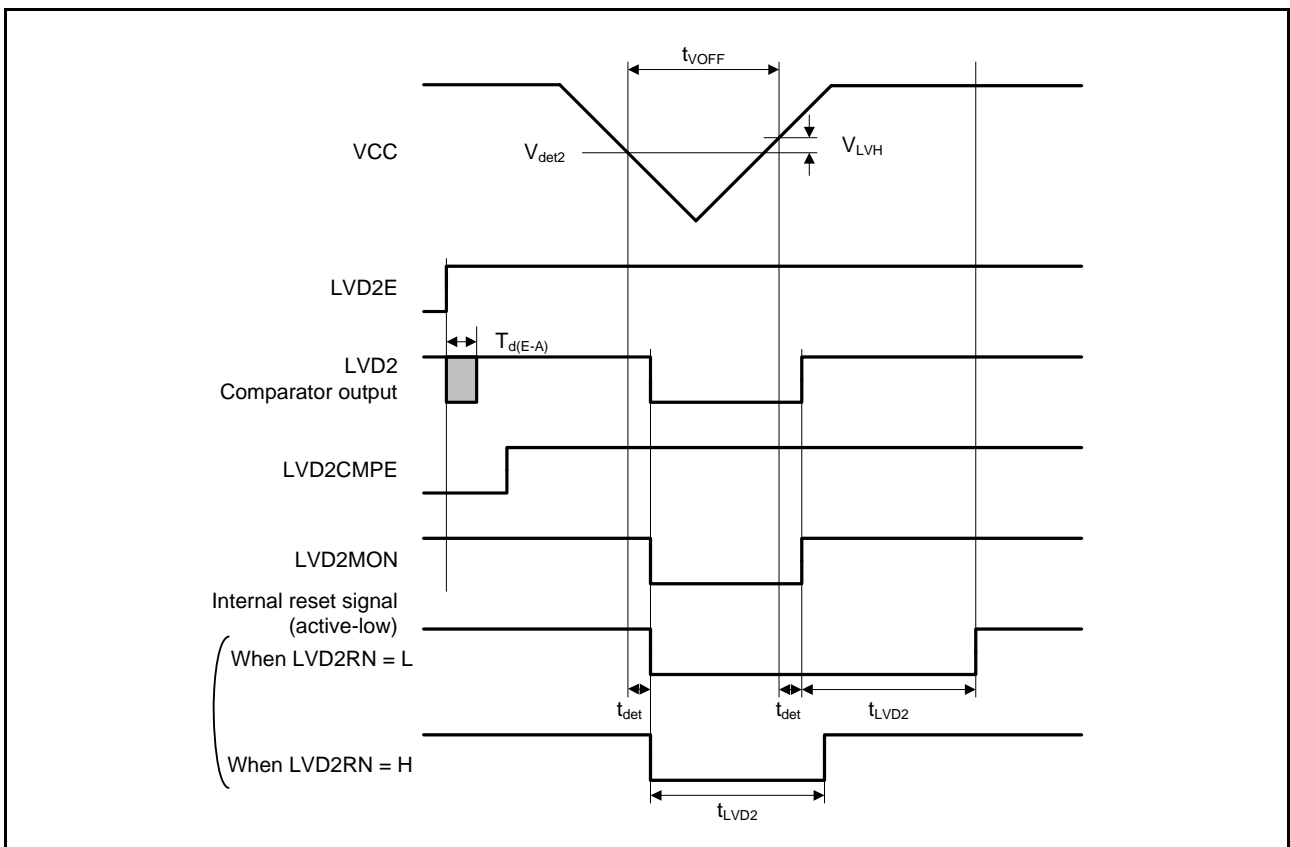 tVOFF
VCC
Vdet2
VLVH
LVD2E
Td(E-A)
LVD2
Comparator output
LVD2CMPE
LVD2MON
Internal reset signal
(active-low)
When LVD2RN = L
tdet
tdet
tLVD2
When LVD2RN = H
tLVD2